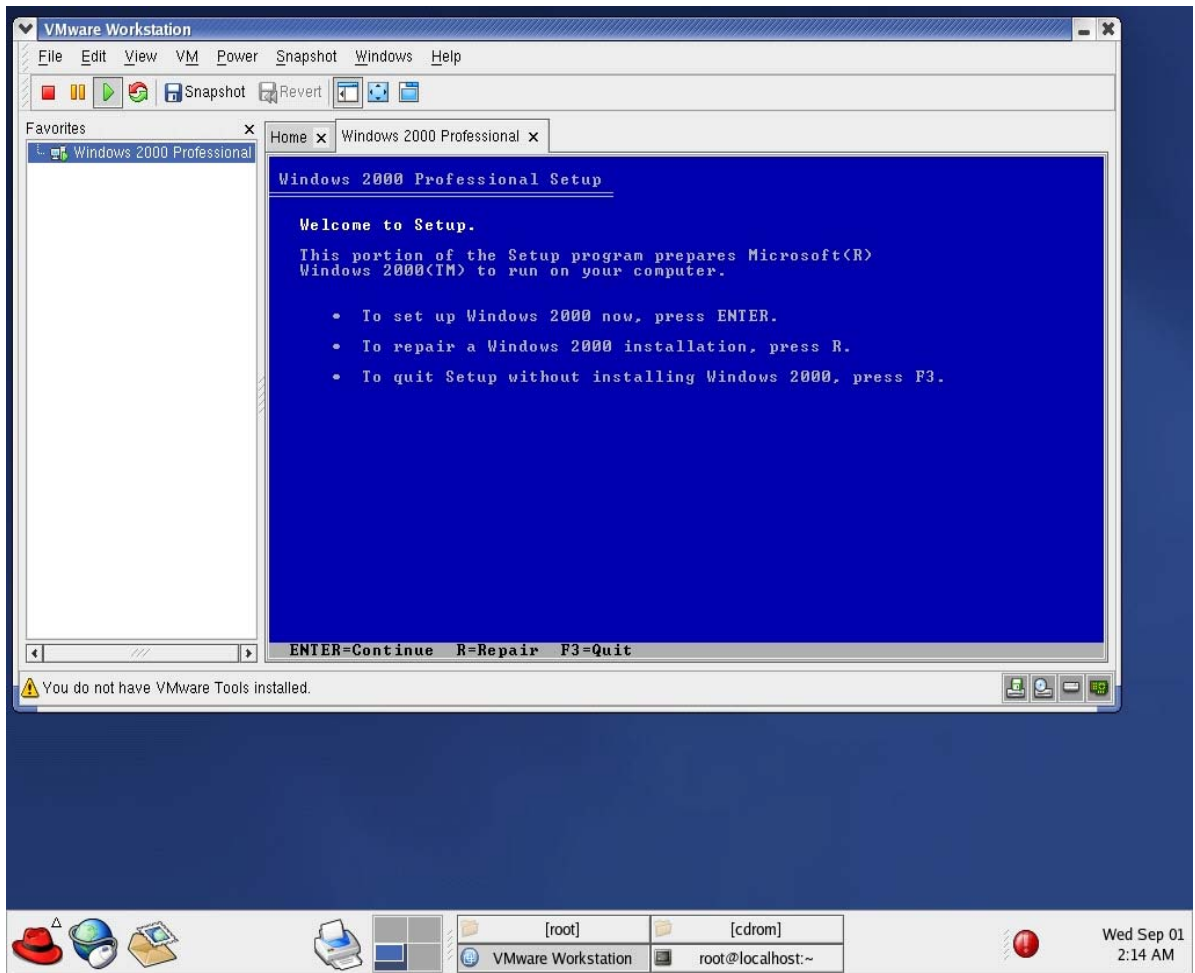 VMware Workstation
File Edit View VM Power Snapshot Windows Help
Snapshot Revert
Favorites
Windows 2000 Professional
Home Windows 2000 Professional
Windows 2000 Professional Setup
Welcome to Setup.
This portion of the Setup program prepares Microsoft(R)
Windows 2000(TM) to run on your computer.
• To set up Windows 2000 now, press ENTER.
• To repair a Windows 2000 installation, press R.
• To quit Setup without installing Windows 2000, press F3.
ENTER=Continue R=Repair F3=Quit
You do not have VMware Tools installed.
[root] [cdrom]
VMware Workstation root@localhost:~
Wed Sep 01
2:14 AM